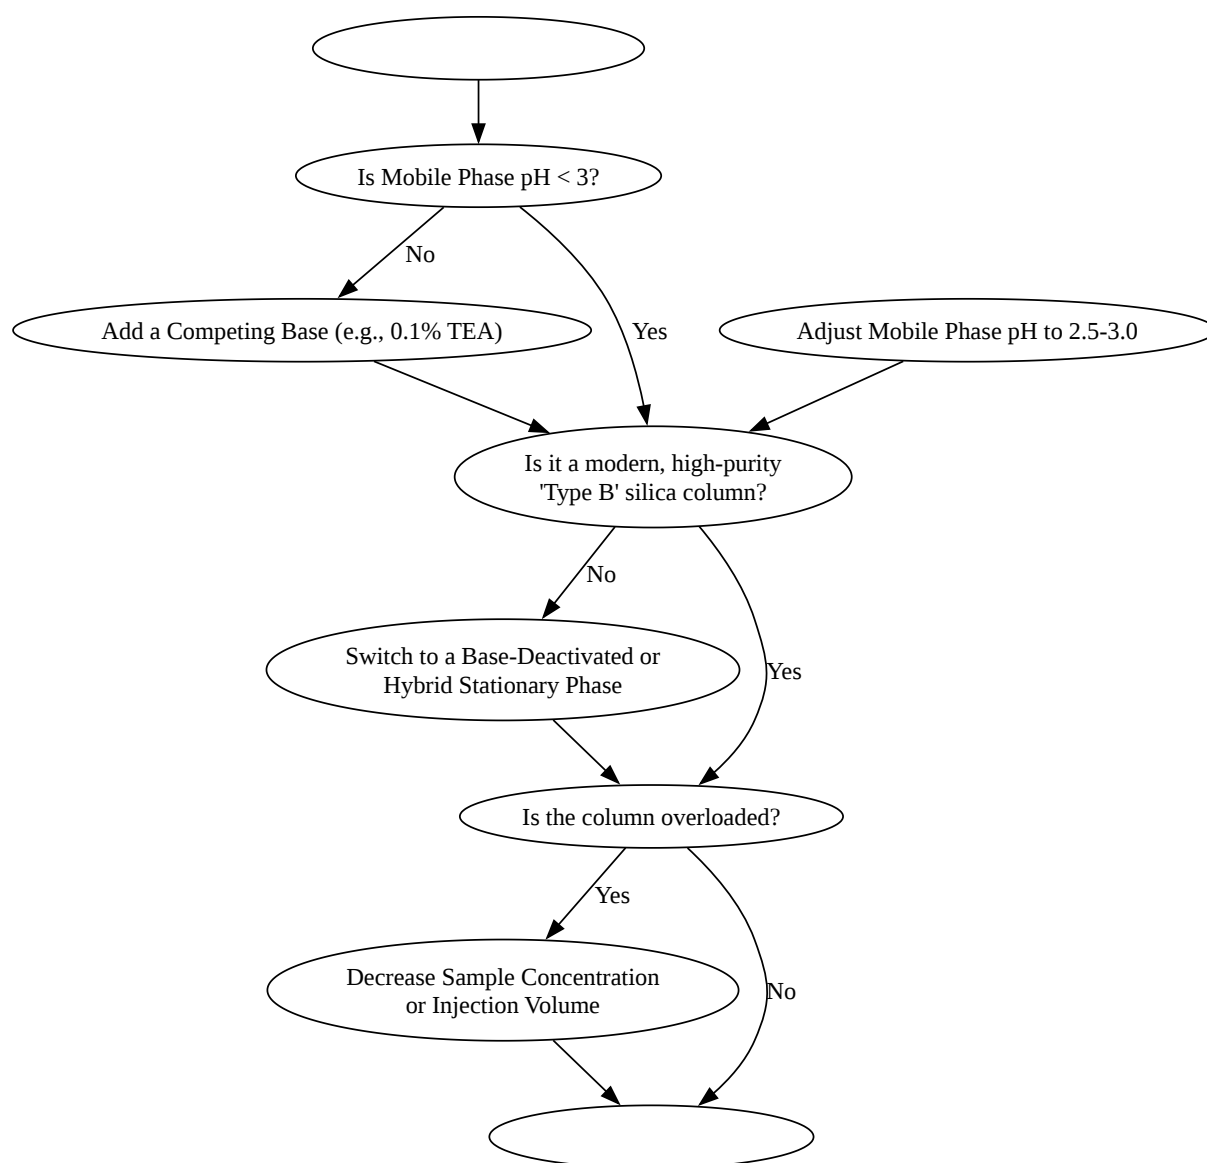 Is Mobile Phase pH < 3?
No
Add a Competing Base (e.g., 0.1% TEA)
Yes
Adjust Mobile Phase pH to 2.5-3.0
Is it a modern, high-purity
'Type B' silica column?
No
Switch to a Base-Deactivated or
Hybrid Stationary Phase
Yes
Is the column overloaded?
Yes
Decrease Sample Concentration
or Injection Volume
No